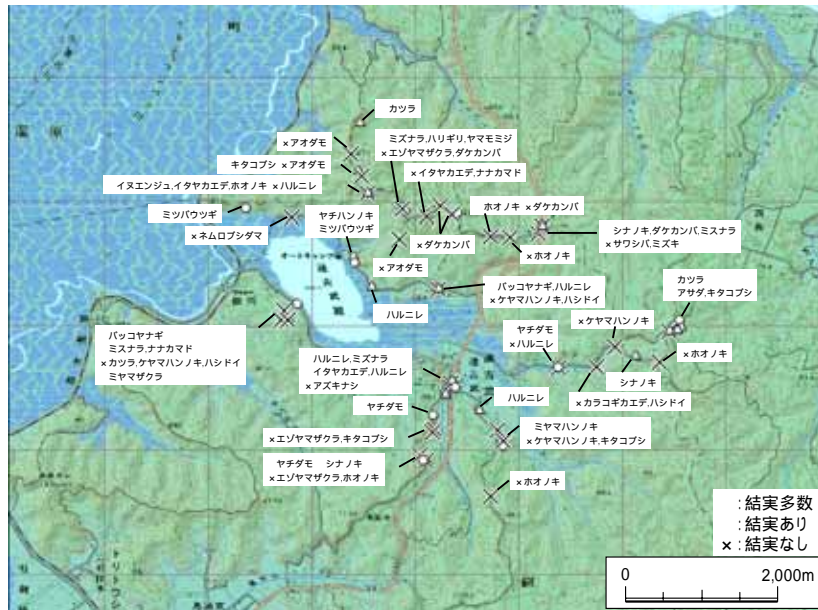 カツラ
×アオダモ
ミズナラ,ハリギリ,ヤマモミジ
×エゾヤマザクラ,ダケカンバ
キタコブシ ×アオダモ
×イタヤカエデ,ナナカマド
イヌエンジュ,イタヤカエデ,ホオノキ ×ハルニレ
ミツバウツギ
ヤチハンノキ
ミツバウツギ
ホオノキ ×ダケカンバ
シナノキ,ダケカンバ,ミスナラ
×サワシバ,ミズキ
×ネムロブシダマ
×ダケカンバ
×アオダモ
×ホオノキ
オートキャンプ場
バッコヤナギ,ハルニレ
×ケヤマハンノキ,ハシドイ
カツラ
アサダ,キタコブシ
ハルニレ
×ケヤマハンノキ
バッコヤナギ
ミスナラ,ナナカマド
×カツラ,ケヤマハンノキ,ハシドイ
ミヤマザクラ
ヤチダモ
×ハルニレ
×ホオノキ
ハルニレ,ミズナラ
イタヤカエデ,ハルニレ
×アズキナシ
シナノキ
ハルニレ
×カラコギカエデ,ハシドイ
ヤチダモ
×エゾヤマザクラ,キタコブシ
ミヤマハンノキ
×ケヤマハンノキ,キタコブシ
ヤチダモ シナノキ
×エゾヤマザクラ,ホオノキ
×ホオノキ
:結実多数
:結実あり
×:結実なし
トリトウシ
0 2,000m